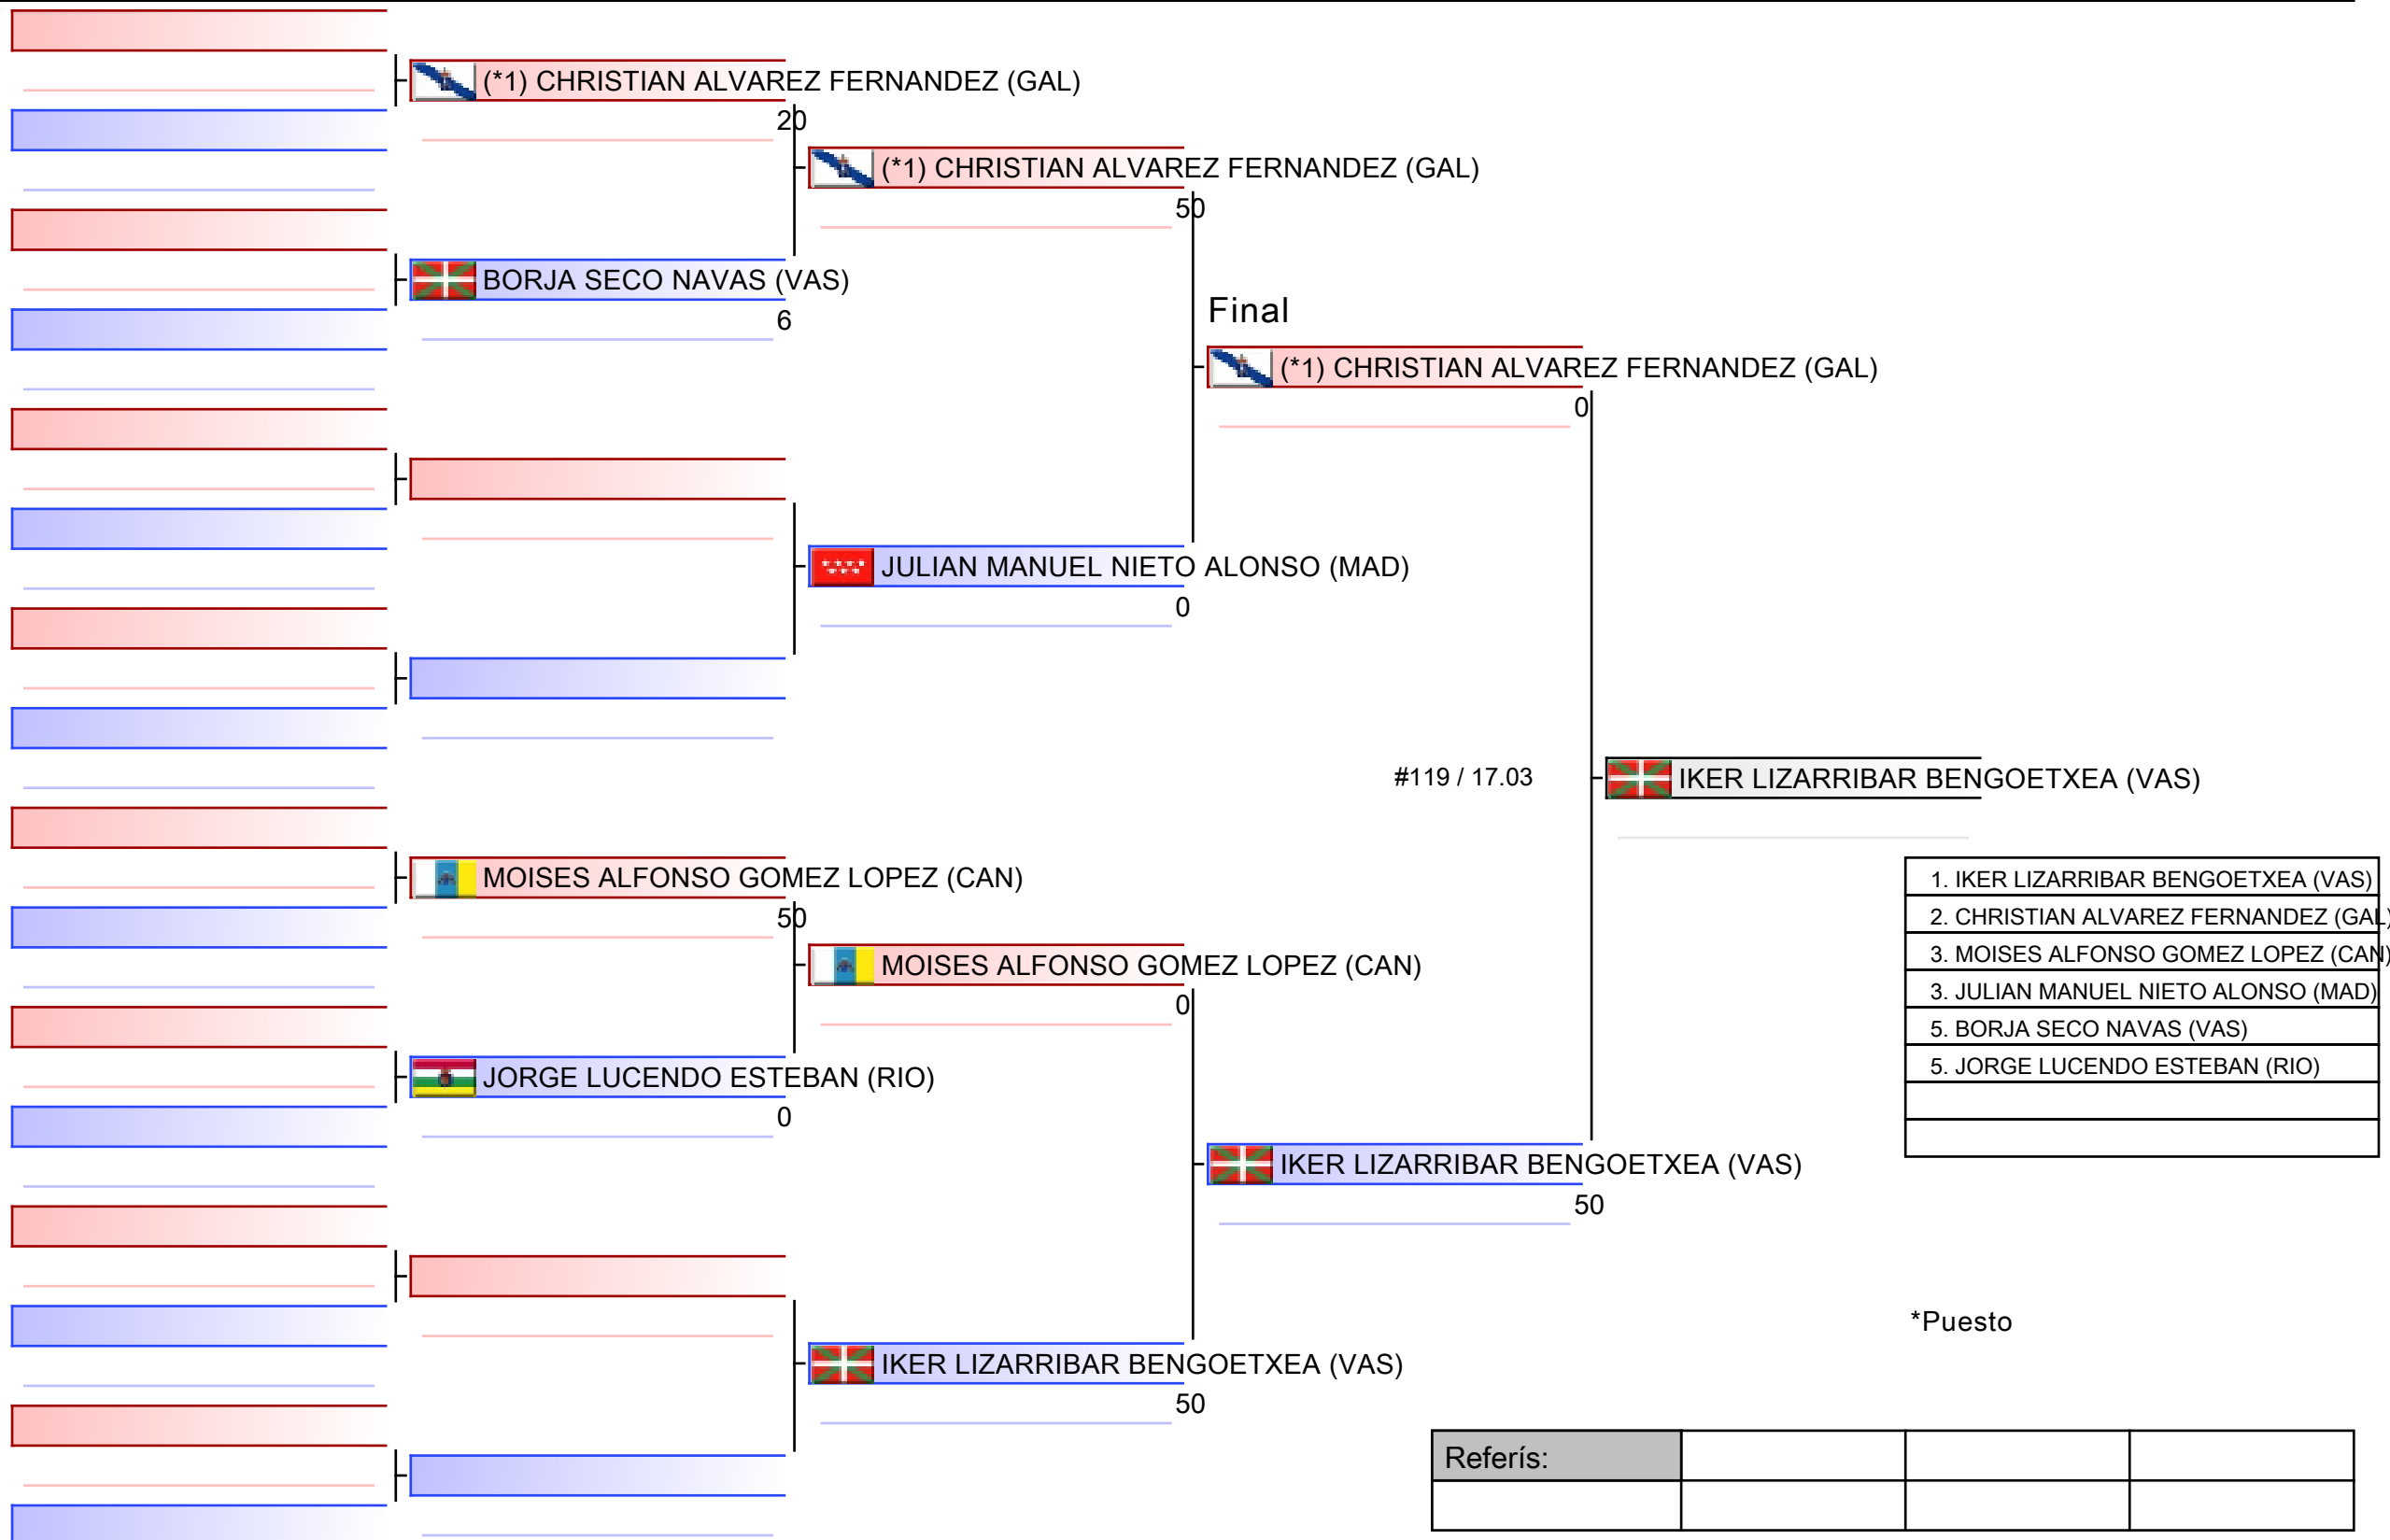 (*1) CHRISTIAN ALVAREZ FERNANDEZ (GAL)
20
(*1) CHRISTIAN ALVAREZ FERNANDEZ (GAL)
50
BORJA SECO NAVAS (VAS)
6
Final
(*1) CHRISTIAN ALVAREZ FERNANDEZ (GAL)
0
JULIAN MANUEL NIETO ALONSO (MAD)
0
#119 / 17.03
IKER LIZARRIBAR BENGOETXEA (VAS)
MOISES ALFONSO GOMEZ LOPEZ (CAN)
50
MOISES ALFONSO GOMEZ LOPEZ (CAN)
0
JORGE LUCENDO ESTEBAN (RIO)
0
IKER LIZARRIBAR BENGOETXEA (VAS)
50
IKER LIZARRIBAR BENGOETXEA (VAS)
50
1. IKER LIZARRIBAR BENGOETXEA (VAS)
2. CHRISTIAN ALVAREZ FERNANDEZ (GAL)
3. MOISES ALFONSO GOMEZ LOPEZ (CAN)
3. JULIAN MANUEL NIETO ALONSO (MAD)
5. BORJA SECO NAVAS (VAS)
5. JORGE LUCENDO ESTEBAN (RIO)
*Puesto
Referís: